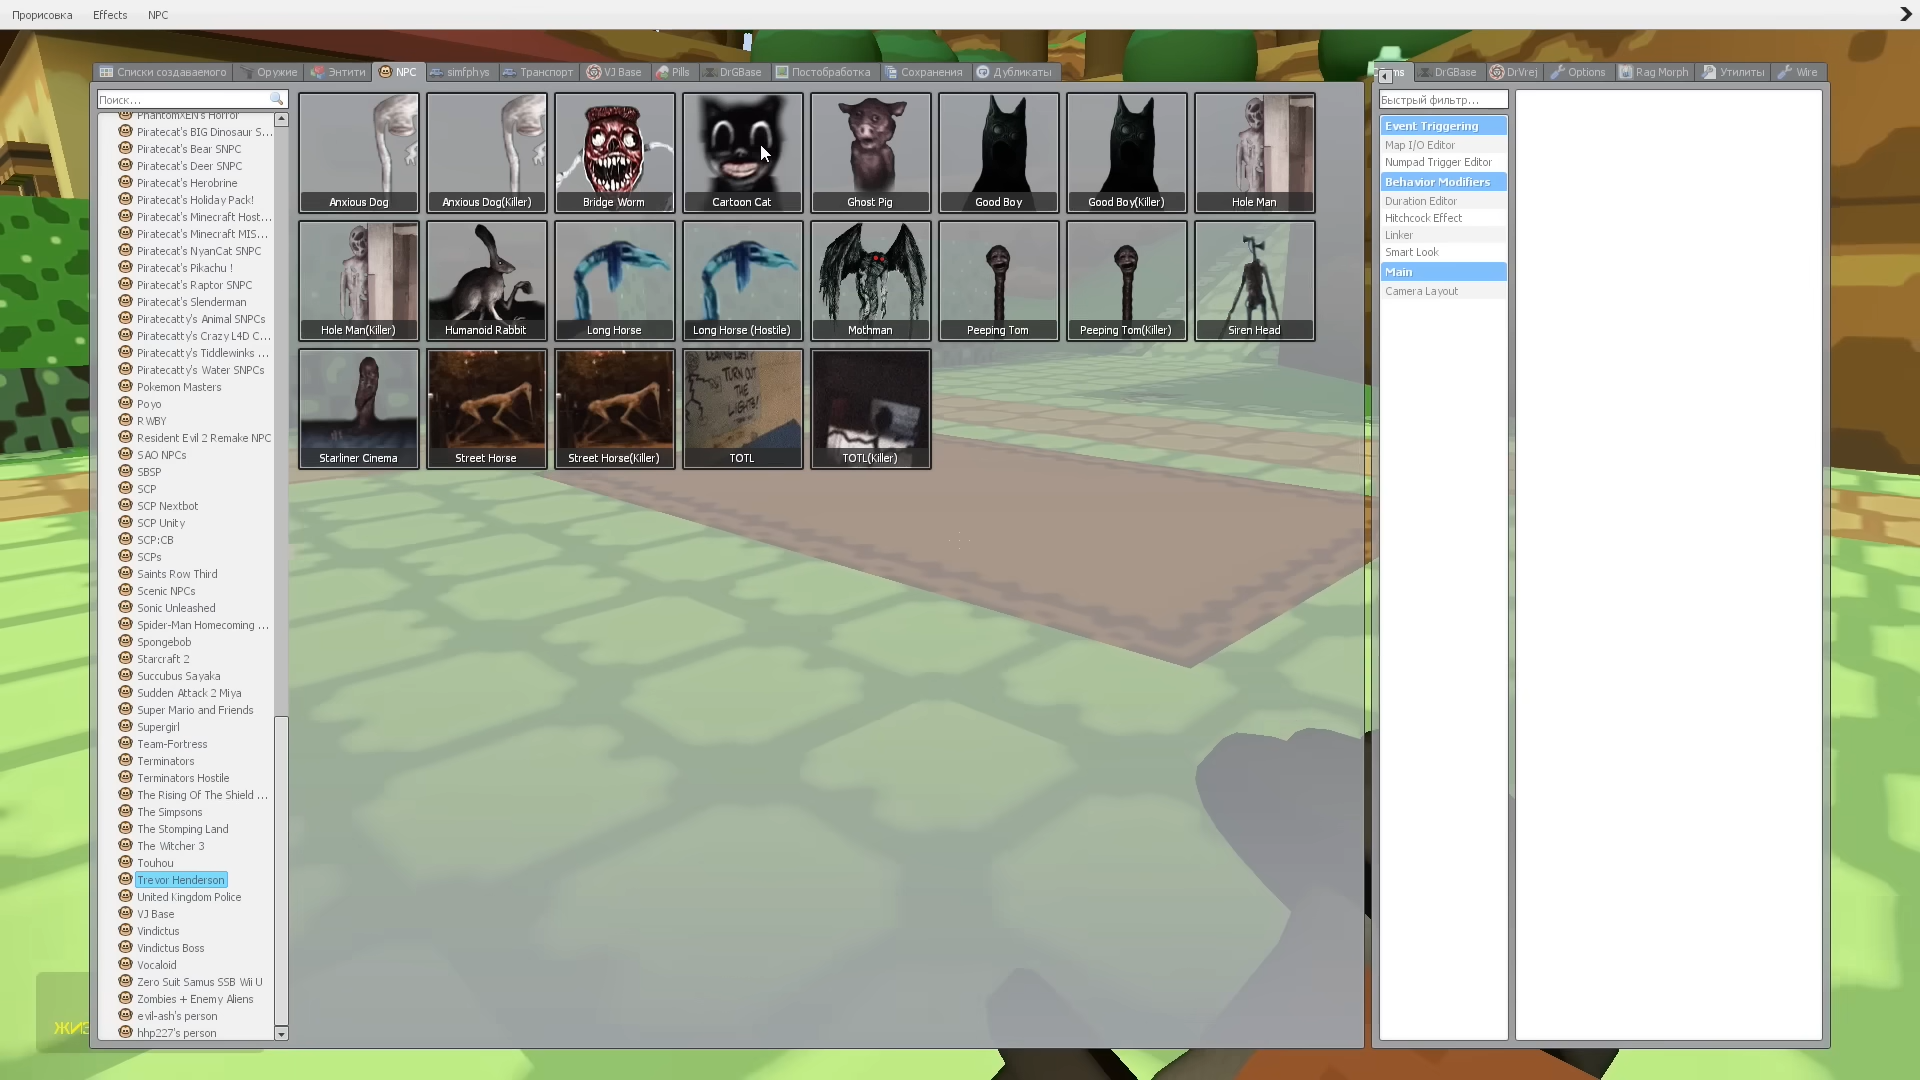 Прорисовка Effects NPC
Списки создаваемого Оружие Энтити NPC simfphys Транспорт VJ Base Pills DrGBase Постобработка Сохранения Дубликаты
DrGBase DrVrej Options Rag Morph Утилиты Wire
Поиск...
PhantomXEN's Horror
Piratecat's BIG Dinosaur S...
Piratecat's Bear SNPC
Piratecat's Deer SNPC
Piratecat's Herobrine
Piratecat's Holiday Pack!
Piratecat's Minecraft Host...
Piratecat's Minecraft MIS...
Piratecat's NyanCat SNPC
Piratecat's Pikachu !
Piratecat's Raptor SNPC
Piratecat's Slenderman
Piratecatty's Animal SNPCs
Piratecatty's Crazy L4D C...
Piratecatty's Tiddlewinks ...
Piratecatty's Water SNPCs
Pokemon Masters
Poyo
RWBY
Resident Evil 2 Remake NPC
SAO NPCs
SBSP
SCP
SCP Nextbot
SCP Unity
SCP:CB
SCPs
Saints Row Third
Scenic NPCs
Sonic Unleashed
Spider-Man Homecoming ...
Spongebob
Starcraft 2
Succubus Sayaka
Sudden Attack 2 Miya
Super Mario and Friends
Supergirl
Team-Fortress
Terminators
Terminators Hostile
The Rising Of The Shield ...
The Simpsons
The Stomping Land
The Witcher 3
Touhou
Trevor Henderson
United Kingdom Police
VJ Base
Vindictus
Vindictus Boss
Vocaloid
Zero Suit Samus SSB Wii U
Zombies + Enemy Aliens
evil-ash's person
hhp227's person
Anxious Dog
Anxious Dog(Killer)
Bridge Worm
Cartoon Cat
Ghost Pig
Good Boy
Good Boy(Killer)
Hole Man
Hole Man(Killer)
Humanoid Rabbit
Long Horse
Long Horse (Hostile)
Mothman
Peeping Tom
Peeping Tom(Killer)
Siren Head
Starliner Cinema
Street Horse
Street Horse(Killer)
TURN OUT
THE
LIGHTS!
TOTL
TOTL(Killer)
Быстрый фильтр...
Event Triggering
Map I/O Editor
Numpad Trigger Editor
Behavior Modifiers
Duration Editor
Hitchcock Effect
Linker
Smart Look
Main
Camera Layout